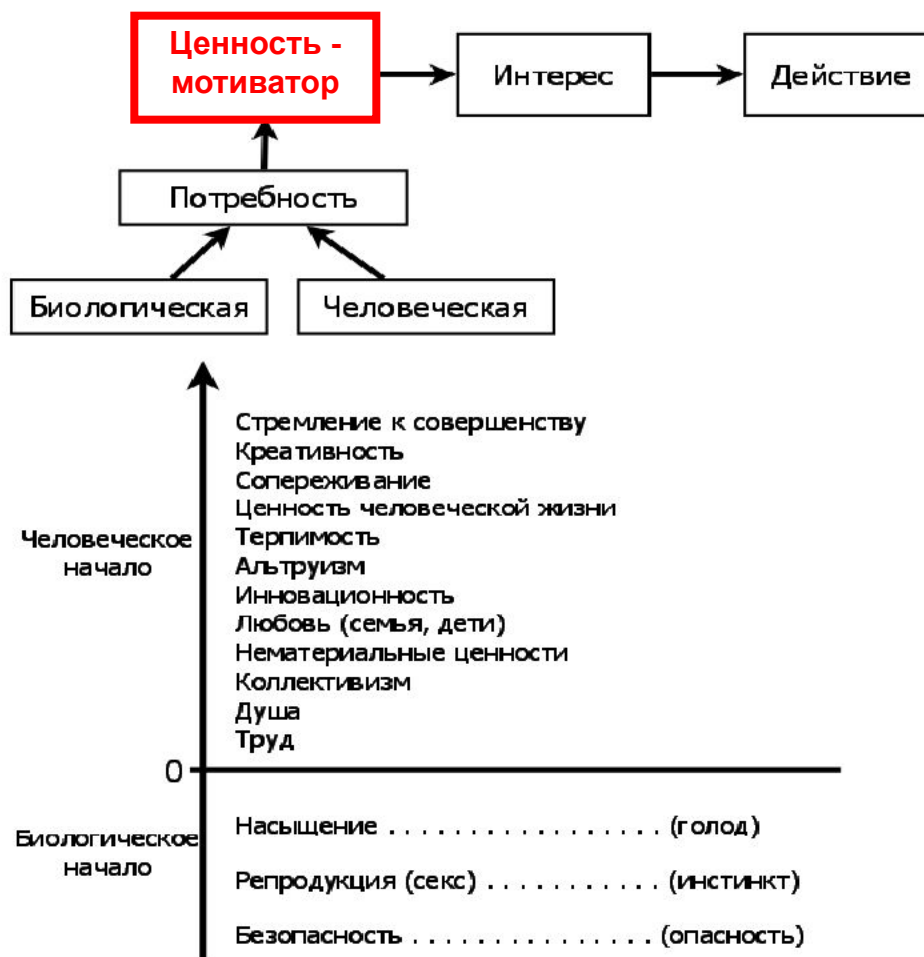 Ценность -
мотиватор
Интерес
Действие
Потребность
Биологическая
Человеческая
Стремление к совершенству
Креативность
Сопереживание
Ценность человеческой жизни
Человеческое
начало
Терпимость
Альтруизм
Инновационность
Любовь (семья, дети)
Нематериальные ценности
Коллективизм
Душа
Труд
0
Биологическое
начало
Насыщение . . . . . . . . . . . . . . . . . . (голод)
Репродукция (секс) . . . . . . . . . . . (инстинкт)
Безопасность . . . . . . . . . . . . . . . . (опасность)